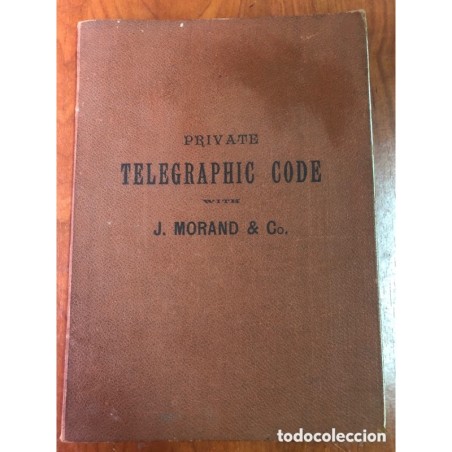 PRIVATE
TELEGRAPHIC CODE
WITH
J. MORAND & Co.
todocoleccion